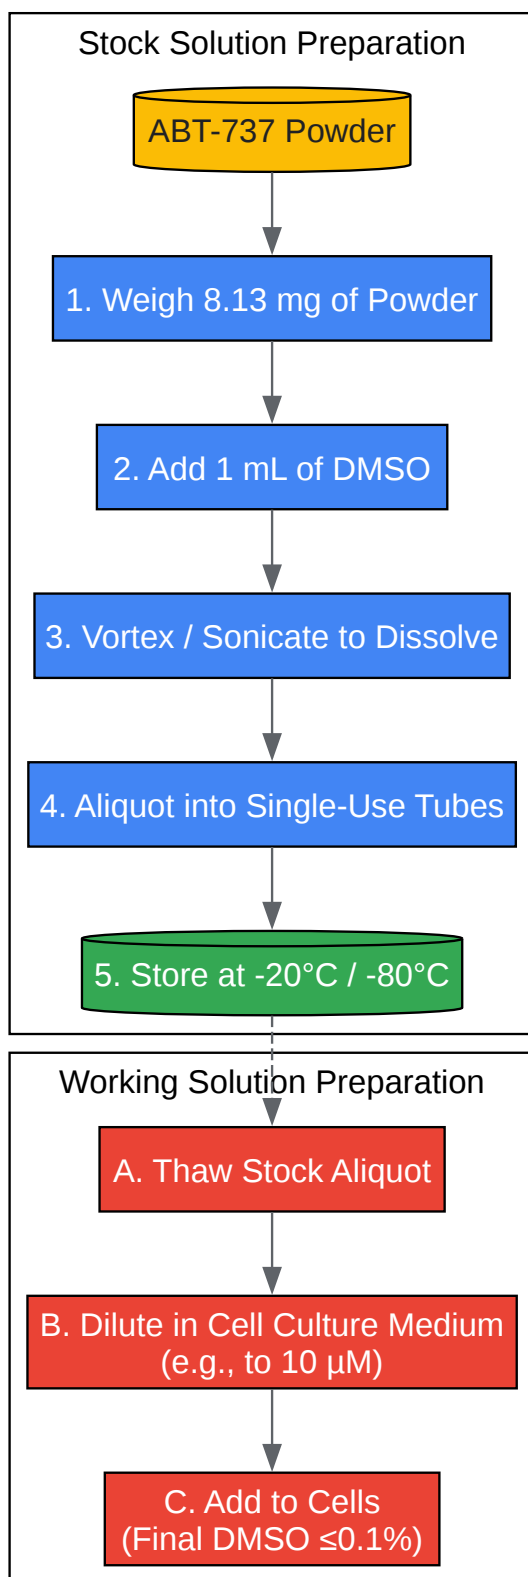 Stock Solution Preparation
ABT-737 Powder
1. Weigh 8.13 mg of Powder
2. Add 1 mL of DMSO
3. Vortex / Sonicate to Dissolve
4. Aliquot into Single-Use Tubes
5. Store at -20°C / -80°C
Working Solution Preparation
A. Thaw Stock Aliquot
B. Dilute in Cell Culture Medium
(e.g., to 10 µM)
C. Add to Cells
(Final DMSO ≤0.1%)